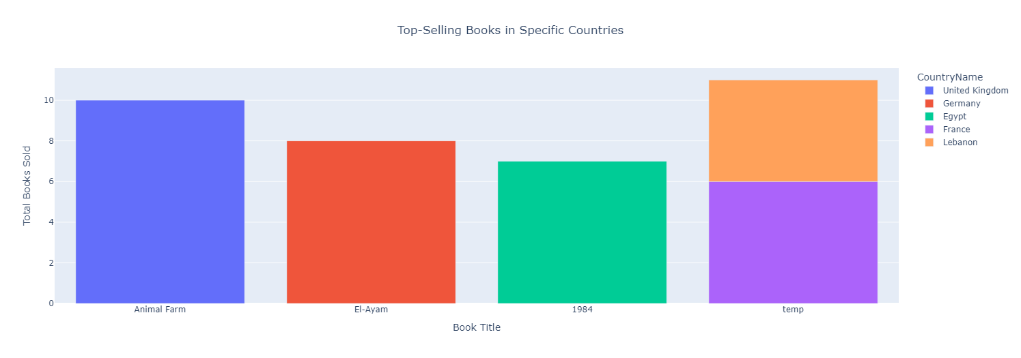 Top-Selling Books in Specific Countries
CountryName
United Kingdom
Germany
Egypt
France
Lebanon
Total Books Sold
10
8
6
4
2
0
Animal Farm
El-Ayam
1984
temp
Book Title